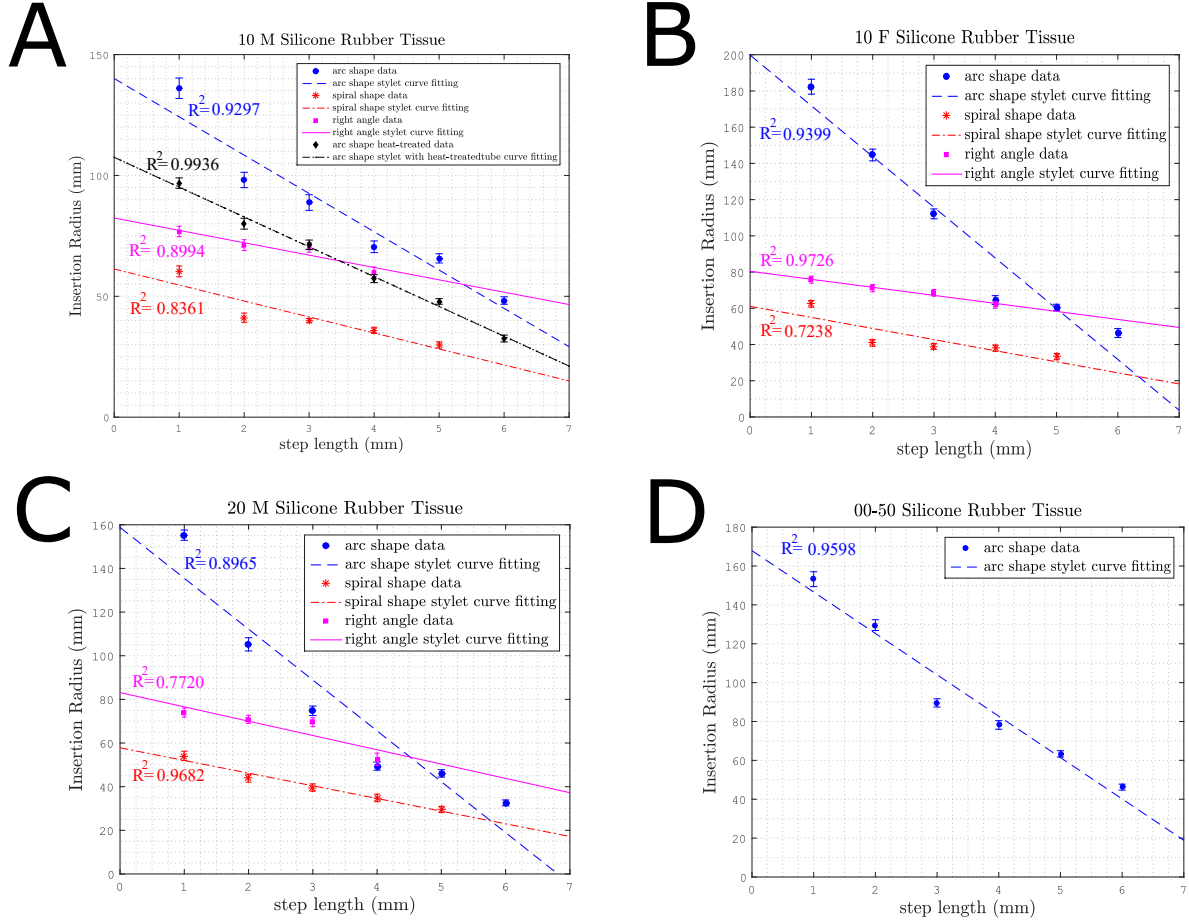 A
10 M Silicone Rubber Tissue
150
100
50
0
Insertion Radius (mm)
arc shape data
arc shape stylet curve fitting
spiral shape data
spiral shape stylet curve fitting
right angle data
right angle stylet curve fitting
arc shape heat-treated data
arc shape stylet with heat-treatedtube curve fitting
R²=0.9297
R²=0.9936
R²=0.8994
R²=0.8361
0 1 2 3 4 5 6 7
step length (mm)
B
10 F Silicone Rubber Tissue
200
180
160
140
120
100
80
60
40
20
0
Insertion Radius (mm)
arc shape data
arc shape stylet curve fitting
spiral shape data
spiral shape stylet curve fitting
right angle data
right angle stylet curve fitting
R²=0.9399
R²=0.9726
R²=0.7238
0 1 2 3 4 5 6 7
step length (mm)
C
20 M Silicone Rubber Tissue
160
140
120
100
80
60
40
20
0
Insertion Radius (mm)
arc shape data
arc shape stylet curve fitting
spiral shape data
spiral shape stylet curve fitting
right angle data
right angle stylet curve fitting
R²=0.8965
R²=0.7720
R²=0.9682
0 1 2 3 4 5 6 7
step length (mm)
D
00-50 Silicone Rubber Tissue
180
160
140
120
100
80
60
40
20
0
Insertion Radius (mm)
arc shape data
arc shape stylet curve fitting
R²= 0.9598
0 1 2 3 4 5 6 7
step length (mm)